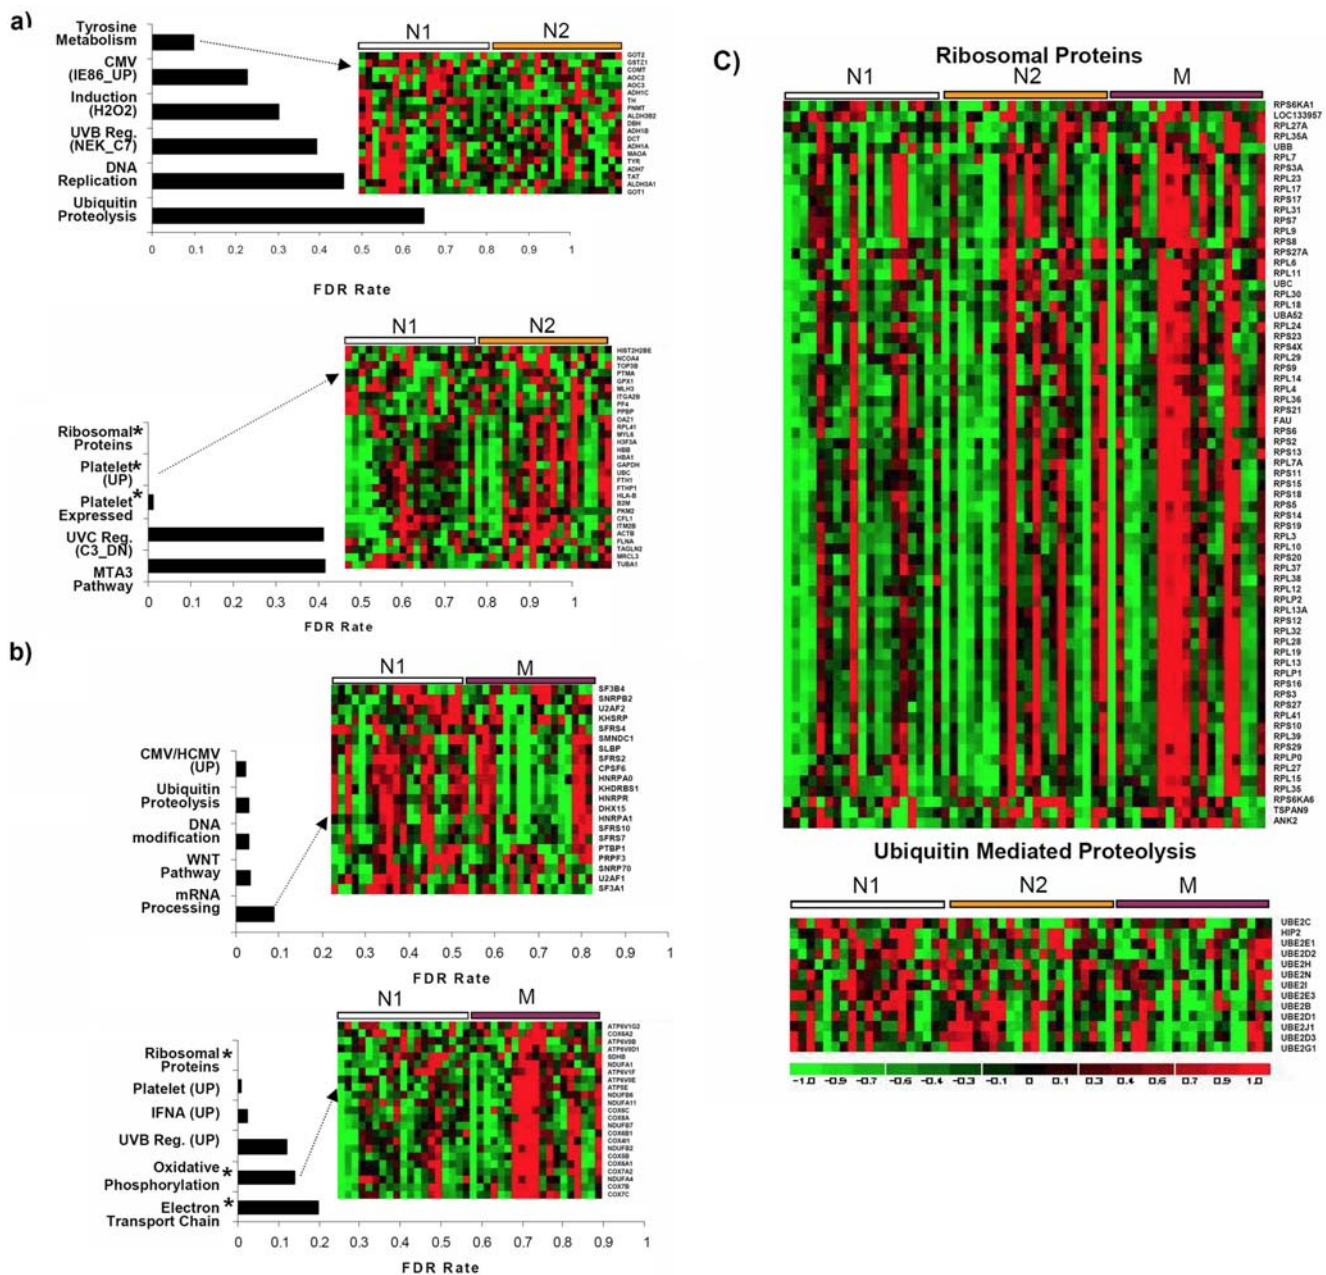 a)
Tyrosine
Metabolism
CMV
(IE86_UP)
Induction
(H2O2)
UVB Reg.
(NEK_C7)
DNA
Replication
Ubiquitin
Proteolysis
0 0.1 0.2 0.3 0.4 0.5 0.6 0.7 0.8 0.9 1
FDR Rate
N1 N2
GOT2
GSTZ1
COMT
AOC2
AOC3
ADH1C
TH
PNMT
ALDH3B2
DBH
ADH1B
DCT
ADH1A
MAOA
TYR
ADH7
TAT
ALDH3A1
GOT1
Ribosomal*
Proteins
Platelet*
(UP)
Platelet*
Expressed
UVC Reg.
(C3_DN)
MTA3
Pathway
0 0.1 0.2 0.3 0.4 0.5 0.6 0.7 0.8 0.9 1
FDR Rate
N1 N2
HIST2H2BE
NCOA4
TOP3B
PTMA
GPX1
MLH3
ITGA2B
PF4
PPBP
OAZ1
RPL41
MYL6
H3F3A
HBB
HBA1
GAPDH
UBC
FTH1
FTHP1
HLA-B
B2M
PKM2
CFL1
ITM2B
ACTB
FLNA
TAGLN2
MRCL3
TUBA1
b)
CMV/HCMV
(UP)
Ubiquitin
Proteolysis
DNA
modification
WNT
Pathway
mRNA
Processing
0 0.1 0.2 0.3 0.4 0.5 0.6 0.7 0.8 0.9 1
FDR Rate
N1 M
SF3B4
SNRPB2
U2AF2
KHSRP
SFRS4
SMNDC1
SLBP
SFRS2
CPSF6
HNRPA0
KHDRBS1
HNRPR
DHX15
HNRPA1
SFRS10
SFRS7
PTBP1
PRPF3
SNRP70
U2AF1
SF3A1
Ribosomal *
Proteins
Platelet (UP)
IFNA (UP)
UVB Reg. (UP)
Oxidative *
Phosphorylation
Electron *
Transport Chain
0 0.1 0.2 0.3 0.4 0.5 0.6 0.7 0.8 0.9 1
FDR Rate
N1 M
ATP6V1G2
COX6A2
ATP6V0B
ATP6V0D1
SDHB
NDUFA1
ATP6V1F
ATP6V0E
ATP5E
NDUFB6
NDUFA11
COX6C
COX8A
NDUFB7
COX6B1
COX4I1
NDUFB2
COX5B
COX6A1
COX7A2
NDUFA4
COX7B
COX7C
C)
Ribosomal Proteins
N1 N2 M
RPS6KA1
LOC133957
RPL27A
RPL35A
UBB
RPL7
RPS3A
RPL23
RPL17
RPS17
RPL31
RPS7
RPL9
RPS8
RPS27A
RPL6
RPL11
UBC
RPL30
RPL18
UBA52
RPL24
RPS23
RPS4X
RPL29
RPS9
RPL14
RPL4
RPL36
RPS21
FAU
RPS6
RPS2
RPS13
RPL7A
RPS11
RPS15
RPS18
RPS5
RPS14
RPS19
RPL3
RPL10
RPS20
RPL37
RPL38
RPL12
RPLP2
RPL13A
RPS12
RPL32
RPL28
RPL19
RPL13
RPLP1
RPS16
RPS3
RPS27
RPL41
RPS10
RPL39
RPS29
RPLP0
RPL27
RPL15
RPL35
RPS6KA6
TSPAN9
ANK2
Ubiquitin Mediated Proteolysis
N1 N2 M
UBE2C
HIP2
UBE2E1
UBE2D2
UBE2H
UBE2N
UBE2I
UBE2E3
UBE2B
UBE2D1
UBE2J1
UBE2D3
UBE2G1
-1.0 -0.9 -0.7 -0.6 -0.4 -0.3 -0.1 0 0.1 0.3 0.4 0.6 0.7 0.9 1.0